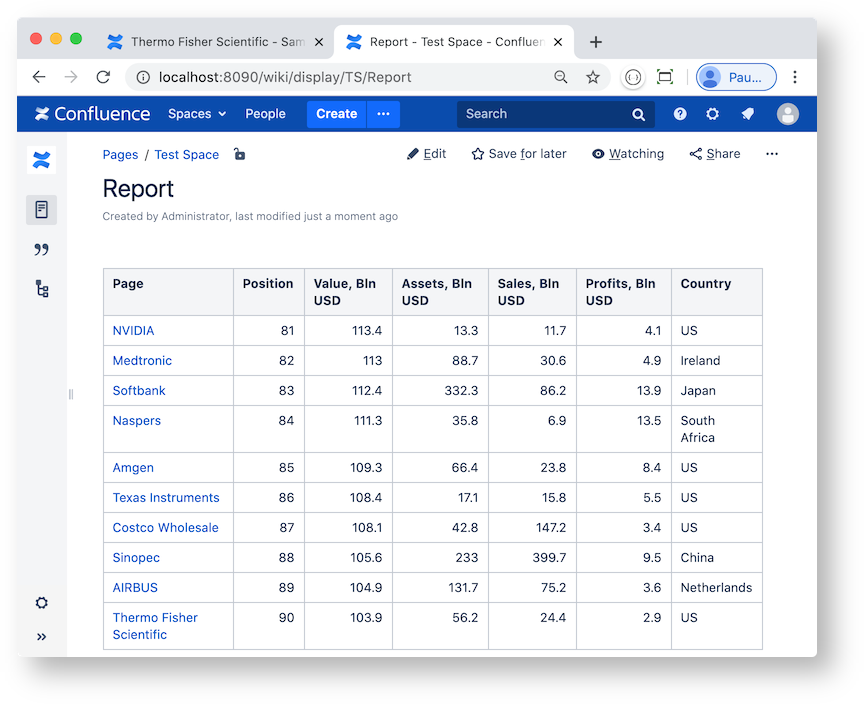 Thermo Fisher Scientific - Sam
Report - Test Space - Confluen
localhost:8090/wiki/display/TS/Report
Pau...
Confluence Spaces People Create ··· Search
Pages / Test Space
Edit Save for later Watching Share ···
Report
Created by Administrator, last modified just a moment ago
Page Position Value, Bln USD Assets, Bln USD Sales, Bln USD Profits, Bln USD Country
NVIDIA 81 113.4 13.3 11.7 4.1 US
Medtronic 82 113 88.7 30.6 4.9 Ireland
Softbank 83 112.4 332.3 86.2 13.9 Japan
Naspers 84 111.3 35.8 6.9 13.5 South Africa
Amgen 85 109.3 66.4 23.8 8.4 US
Texas Instruments 86 108.4 17.1 15.8 5.5 US
Costco Wholesale 87 108.1 42.8 147.2 3.4 US
Sinopec 88 105.6 233 399.7 9.5 China
AIRBUS 89 104.9 131.7 75.2 3.6 Netherlands
Thermo Fisher Scientific 90 103.9 56.2 24.4 2.9 US